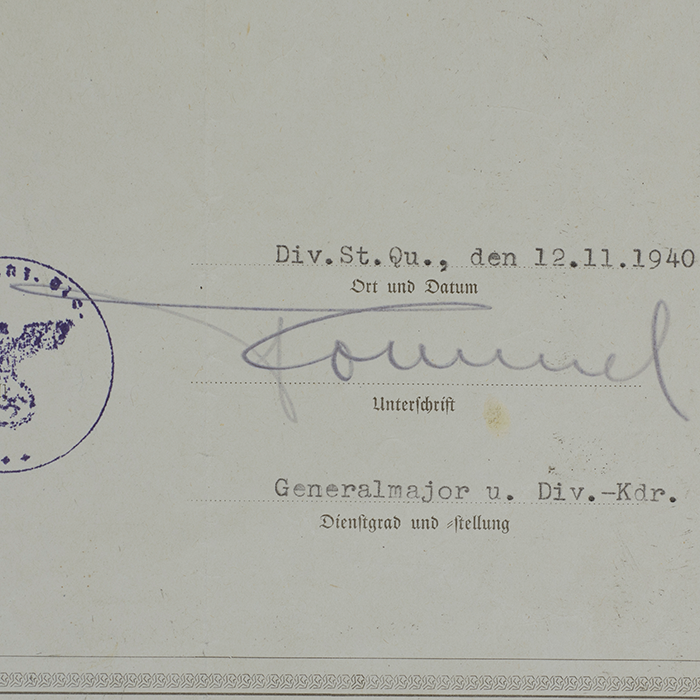 Div.St.Qu., den 12.11.1940
Ort und Datum
Rommel
Unterschrift
Generalmajor u. Div.-Kdr.
Dienstgrad und -stellung